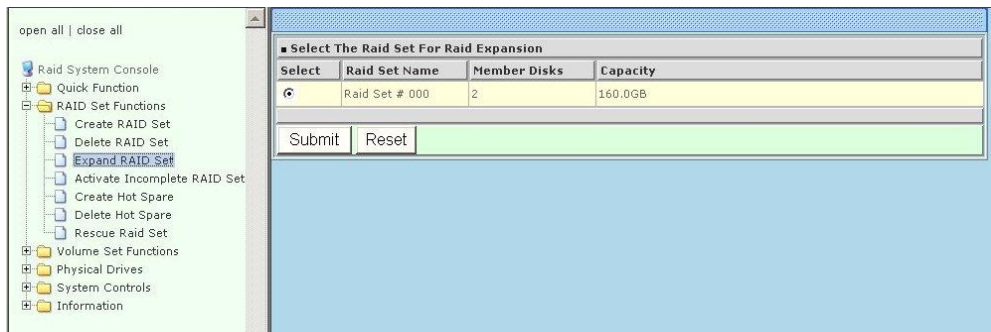 open all | close all
Raid System Console
Quick Function
RAID Set Functions
Create RAID Set
Delete RAID Set
Expand RAID Set
Activate Incomplete RAID Set
Create Hot Spare
Delete Hot Spare
Rescue Raid Set
Volume Set Functions
Physical Drives
System Controls
Information
Select The Raid Set For Raid Expansion
Select Raid Set Name Member Disks Capacity
Raid Set # 000 2 160.0GB
Submit Reset